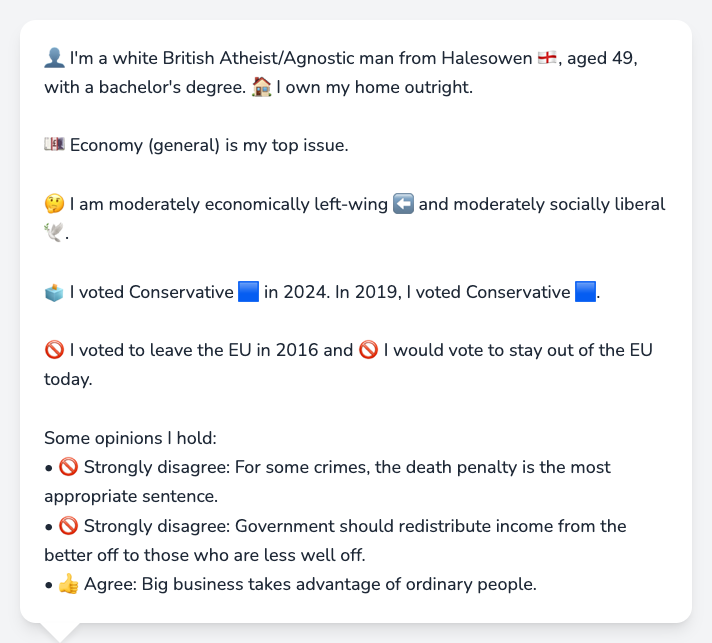 👤 I'm a white British Atheist/Agnostic man from Halesowen 🏴󠁧󠁢󠁥󠁮󠁧󠁿, aged 49,
with a bachelor's degree. 🏠 I own my home outright.
💷 Economy (general) is my top issue.
🤔 I am moderately economically left-wing ⬅️ and moderately socially liberal
🕊️.
🗳️ I voted Conservative 🟦 in 2024. In 2019, I voted Conservative 🟦.
🚫 I voted to leave the EU in 2016 and 🚫 I would vote to stay out of the EU
today.
Some opinions I hold:
• 🚫 Strongly disagree: For some crimes, the death penalty is the most
appropriate sentence.
• 🚫 Strongly disagree: Government should redistribute income from the
better off to those who are less well off.
• 👍 Agree: Big business takes advantage of ordinary people.